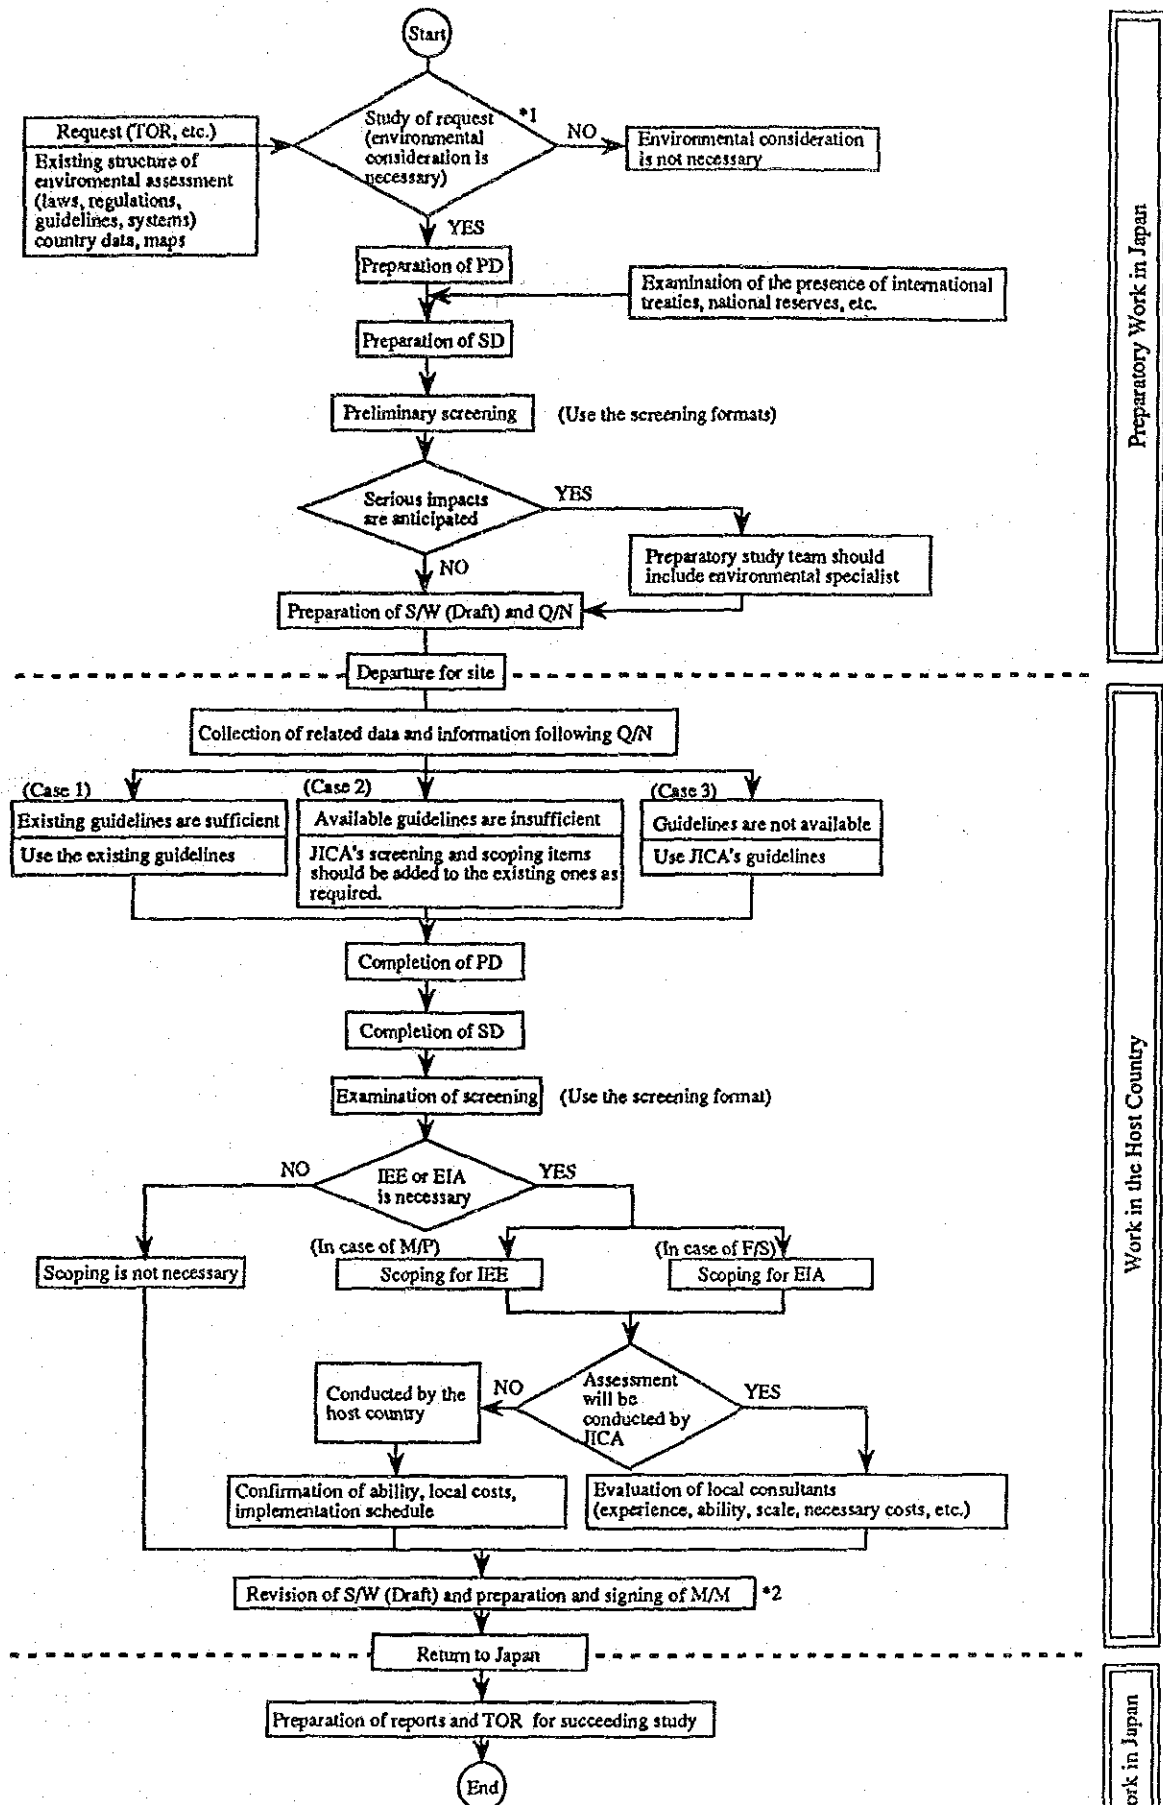 Start
Study of request
(environmental
consideration is
necessary)
*1
Request (TOR, etc.)
Existing structure of
enviromental assessment
(laws, regulations,
guidelines, systems)
country data, maps
NO
Environmental consideration
is not necessary
YES
Preparation of PD
Examination of the presence of international
treaties, national reserves, etc.
Preparation of SD
Preliminary screening
(Use the screening formats)
Serious impacts
are anticipated
YES
Preparatory study team should
include environmental specialist
NO
Preparation of S/W (Draft) and Q/N
Departure for site
Preparatory Work in Japan
Collection of related data and information following Q/N
(Case 1)
Existing guidelines are sufficient
Use the existing guidelines
(Case 2)
Available guidelines are insufficient
JICA's screening and scoping items
should be added to the existing ones as
required.
(Case 3)
Guidelines are not available
Use JICA's guidelines
Completion of PD
Completion of SD
Examination of screening
(Use the screening format)
IEE or EIA
is necessary
NO
YES
Scoping is not necessary
(In case of M/P)
Scoping for IEE
(In case of F/S)
Scoping for EIA
Assessment
will be
conducted by
JICA
NO
YES
Conducted by the
host country
Confirmation of ability, local costs,
implementation schedule
Evaluation of local consultants
(experience, ability, scale, necessary costs, etc.)
Revision of S/W (Draft) and preparation and signing of M/M
*2
Return to Japan
Work in the Host Country
Preparation of reports and TOR for succeeding study
End
ork in Japan